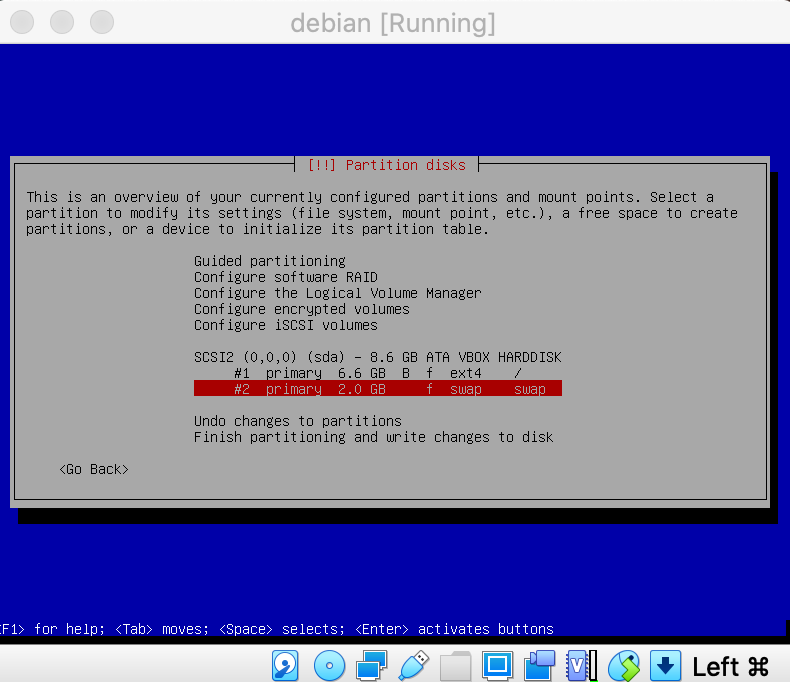 debian [Running]
[!!] Partition disks
This is an overview of your currently configured partitions and mount points. Select a
partition to modify its settings (file system, mount point, etc.), a free space to create
partitions, or a device to initialize its partition table.
Guided partitioning
Configure software RAID
Configure the Logical Volume Manager
Configure encrypted volumes
Configure iSCSI volumes
SCSI2 (0,0,0) (sda) - 8.6 GB ATA VBOX HARDDISK
#1 primary 6.6 GB B f ext4 /
#2 primary 2.0 GB f swap swap
Undo changes to partitions
Finish partitioning and write changes to disk
<Go Back>
<F1> for help; <Tab> moves; <Space> selects; <Enter> activates buttons
Left ⌘